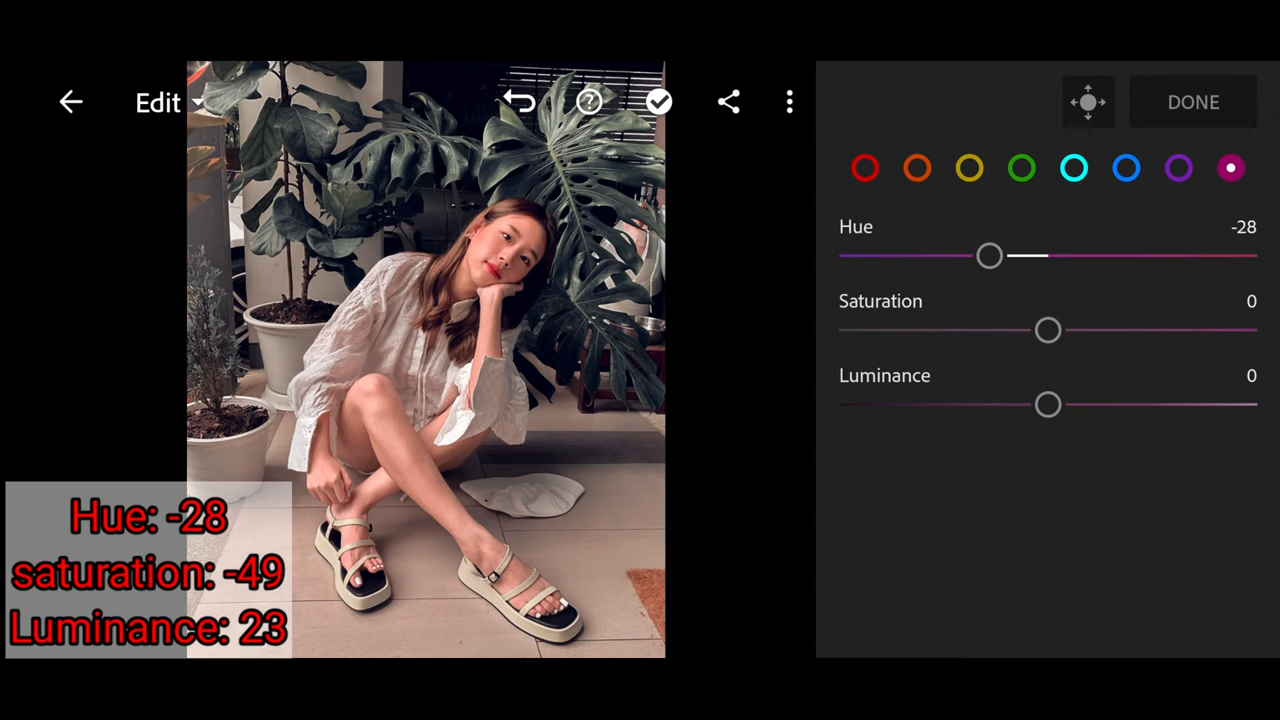 Edit
DONE
Hue -28
Saturation 0
Luminance 0
Hue: -28
saturation: -49
Luminance: 23